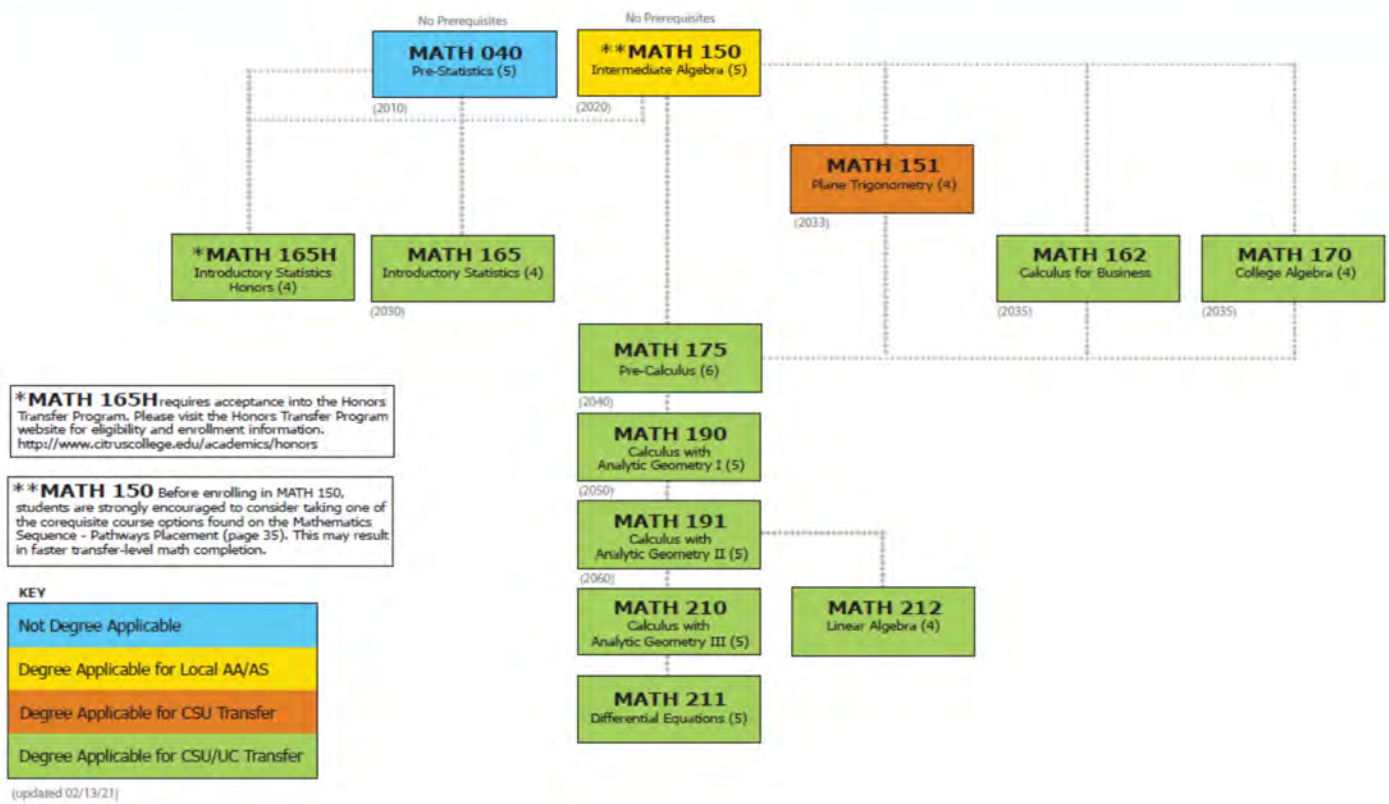 No Prerequisites
MATH 040
Pre-Statistics (5)
(2010)
No Prerequisites
**MATH 150
Intermediate Algebra (5)
(2020)
MATH 151
Plane Trigonometry (4)
(2033)
*MATH 165H
Introductory Statistics
Honors (4)
MATH 165
Introductory Statistics (4)
(2030)
MATH 162
Calculus for Business
(2035)
MATH 170
College Algebra (4)
(2035)
MATH 175
Pre-Calculus (6)
(2040)
MATH 190
Calculus with
Analytic Geometry I (5)
(2050)
MATH 191
Calculus with
Analytic Geometry II (5)
(2060)
MATH 210
Calculus with
Analytic Geometry III (5)
MATH 212
Linear Algebra (4)
MATH 211
Differential Equations (5)
*MATH 165H requires acceptance into the Honors
Transfer Program. Please visit the Honors Transfer Program
website for eligibility and enrollment information.
http://www.citruscollege.edu/academics/honors
**MATH 150 Before enrolling in MATH 150,
students are strongly encouraged to consider taking one of
the corequisite course options found on the Mathematics
Sequence - Pathways Placement (page 35). This may result
in faster transfer-level math completion.
KEY
Not Degree Applicable
Degree Applicable for Local AA/AS
Degree Applicable for CSU Transfer
Degree Applicable for CSU/UC Transfer
(updated 02/13/21)